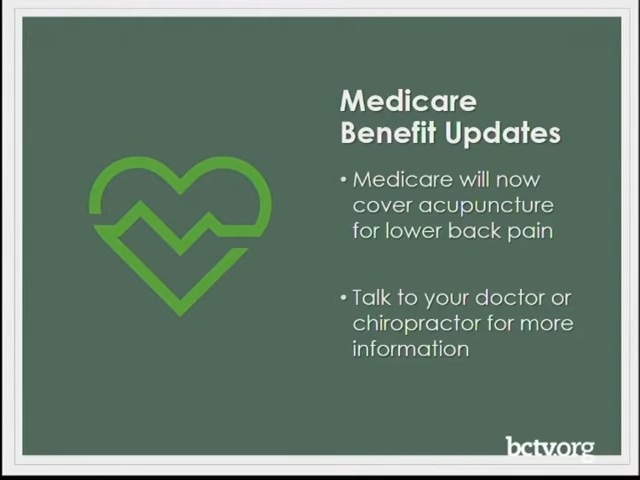 Medicare
Benefit Updates
• Medicare will now
cover acupuncture
for lower back pain
• Talk to your doctor or
chiropractor for more
information
bctv.org